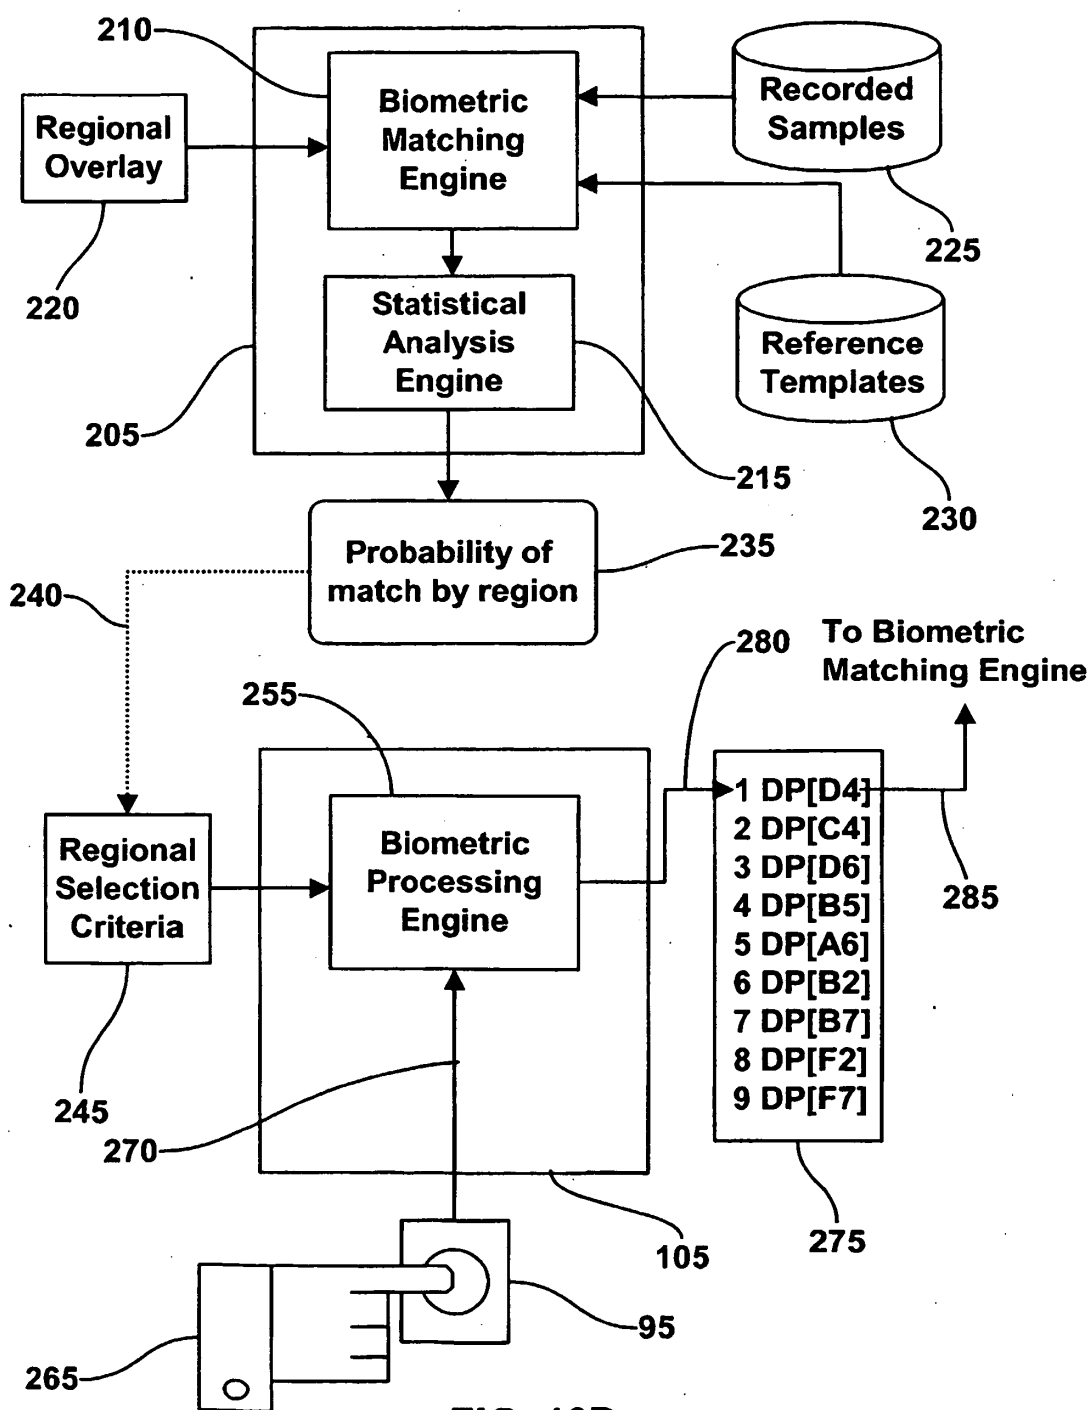 210
Regional
Overlay
220
Biometric
Matching
Engine
Recorded
Samples
225
Statistical
Analysis
Engine
Reference
Templates
205
215
230
Probability of
match by region
235
240
To Biometric
Matching Engine
280
255
Regional
Selection
Criteria
245
Biometric
Processing
Engine
1 DP[D4]
2 DP[C4]
3 DP[D6]
4 DP[B5]
5 DP[A6]
6 DP[B2]
7 DP[B7]
8 DP[F2]
9 DP[F7]
285
270
105
275
95
265